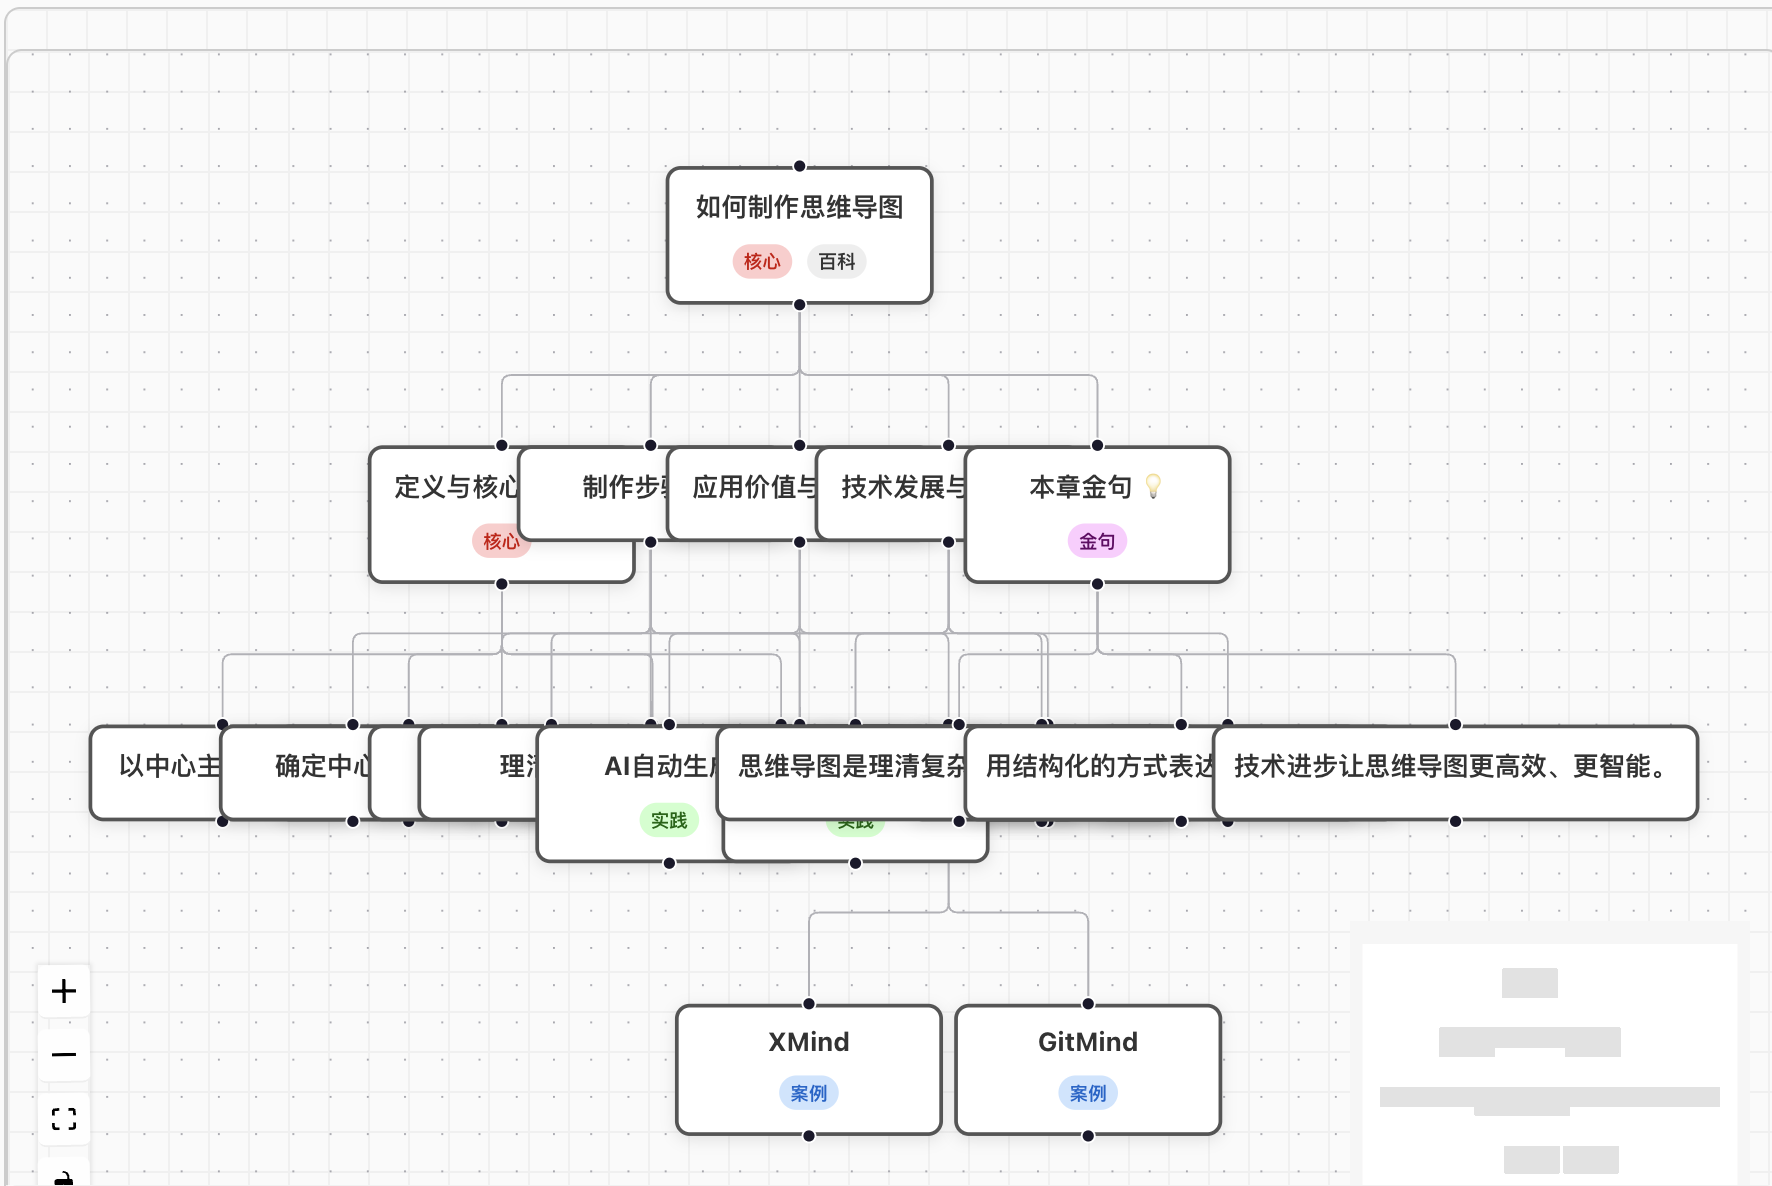 如何制作思维导图
核心 百科
定义与核心
制作步
应用价值与
技术发展与
本章金句 💡
核心
金句
以中心主
确定中心
理
AI自动生
思维导图是理清复杂
用结构化的方式表达
技术进步让思维导图更高效、更智能。
实践
实践
XMind
GitMind
案例
案例